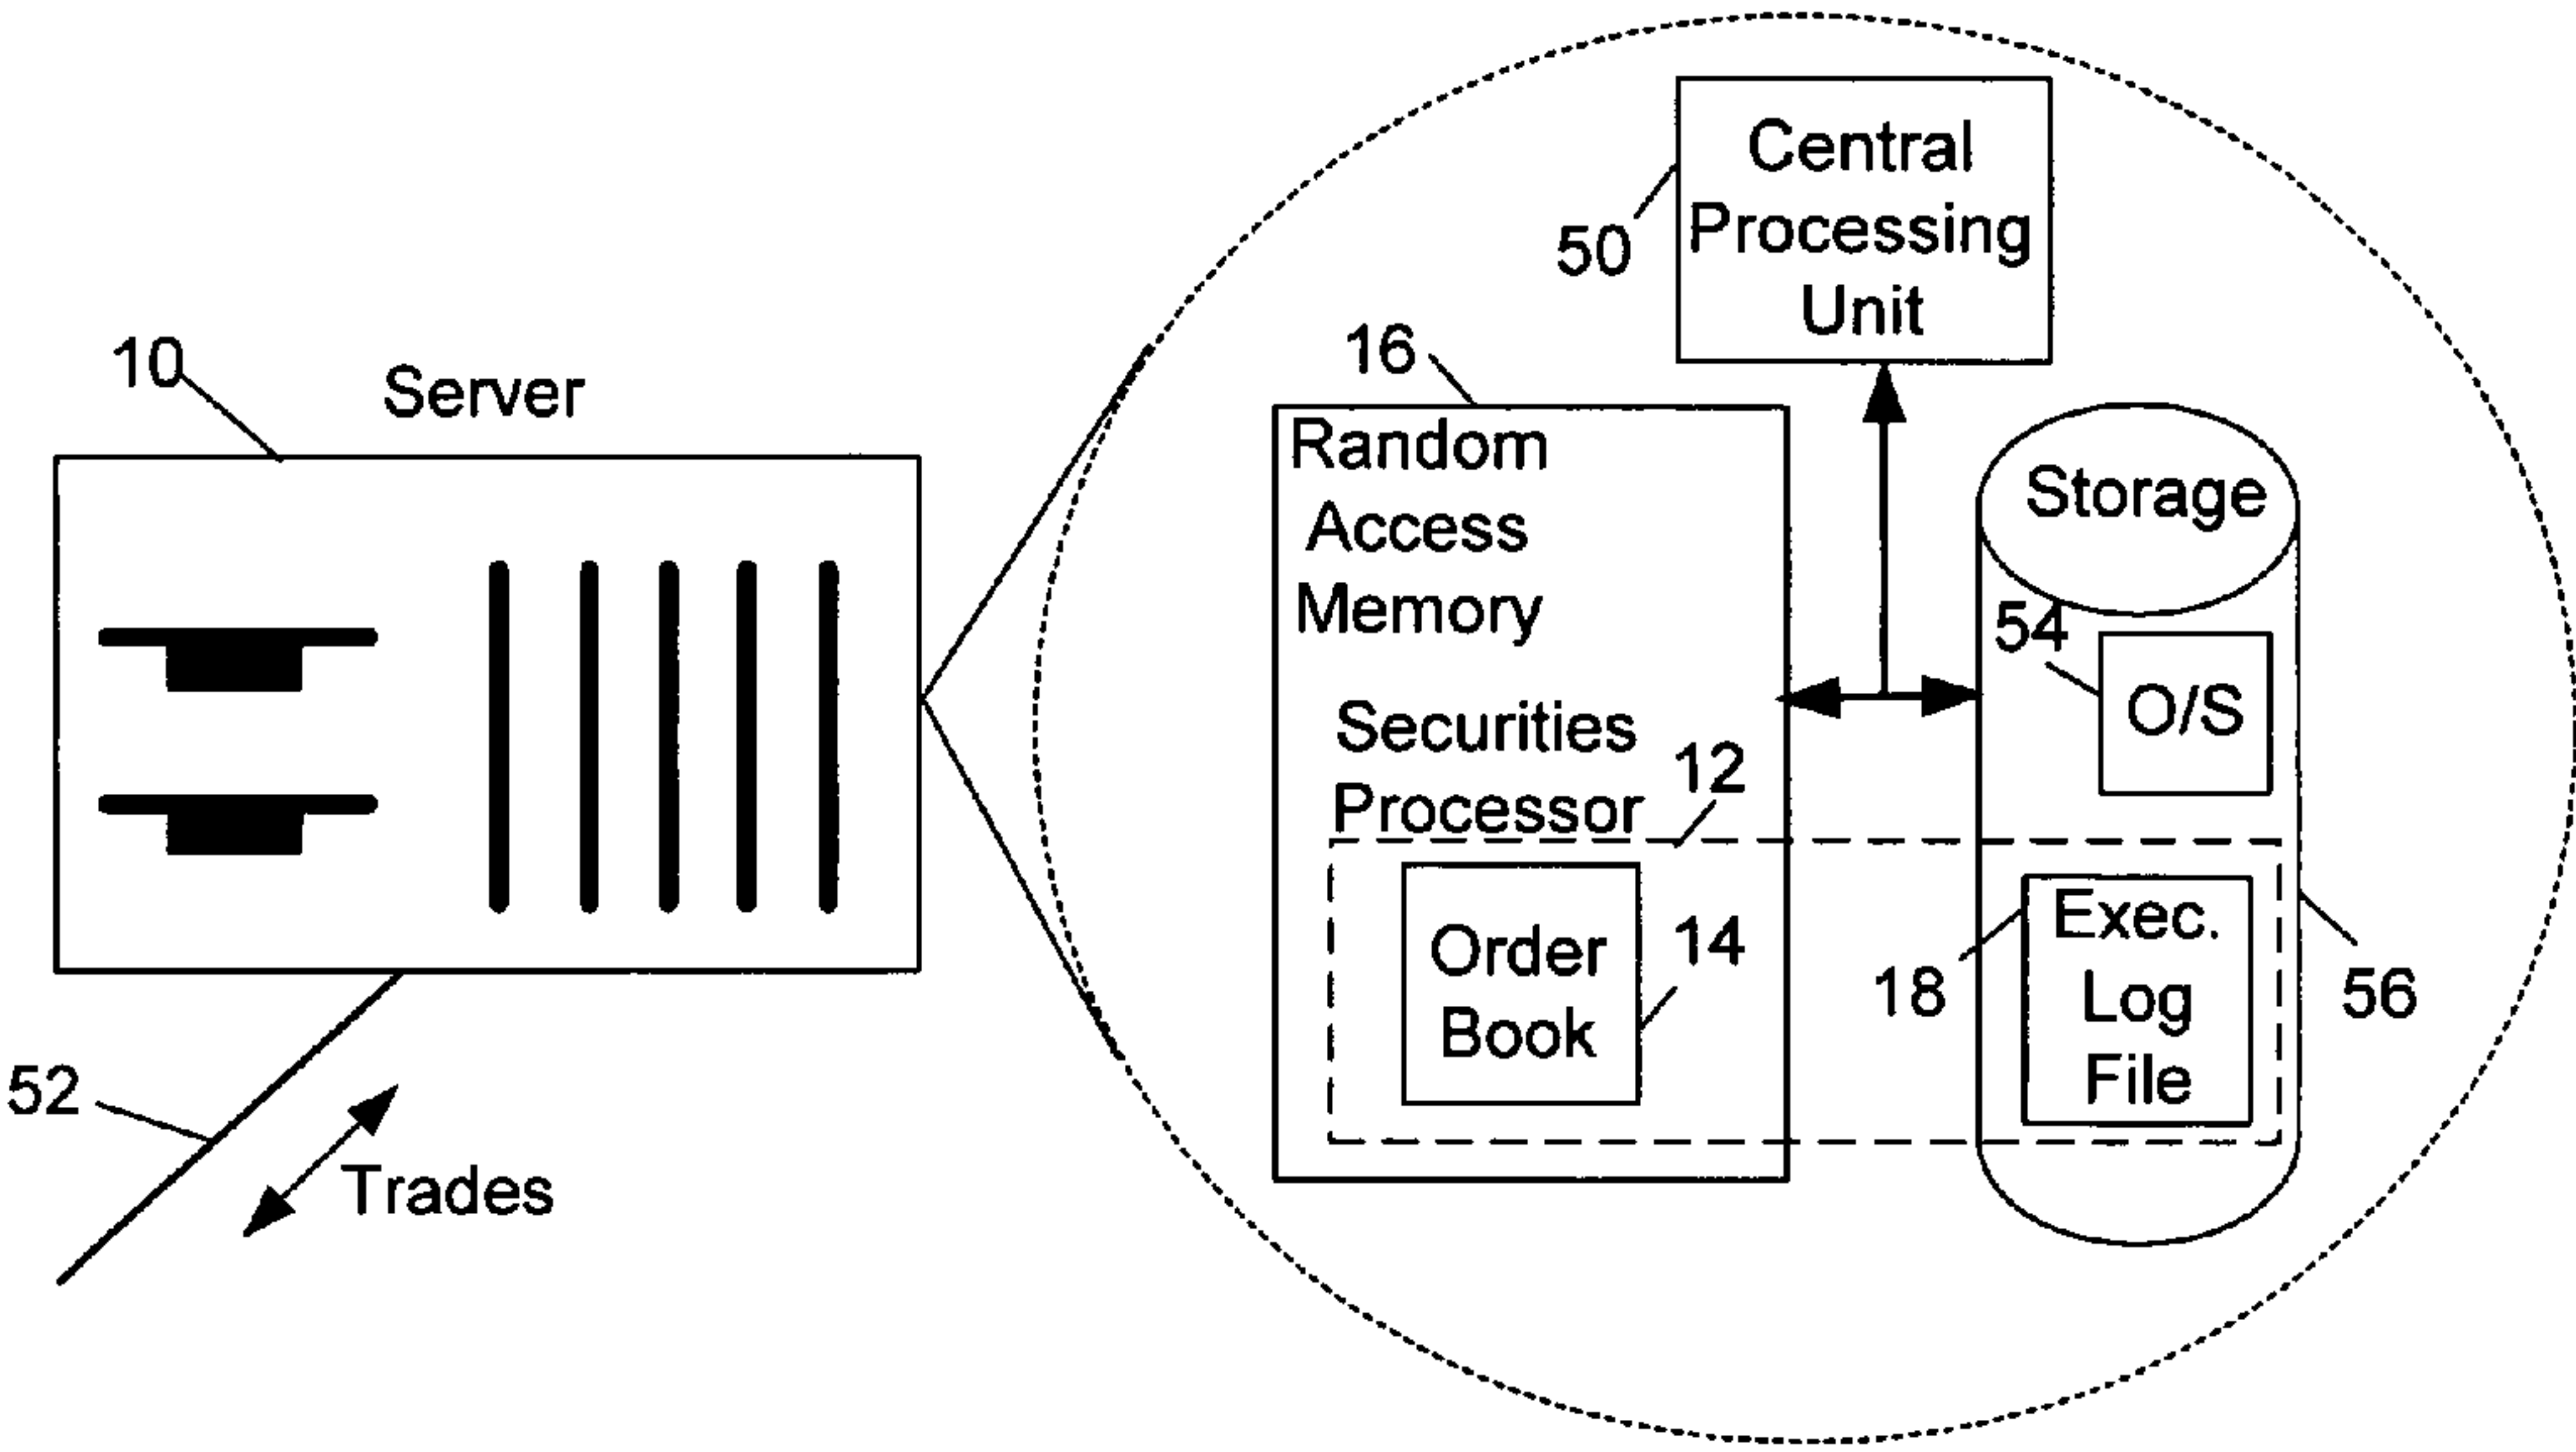 10
Server
52
Trades
50
Central
Processing
Unit
16
Random
Access
Memory
Securities
Processor
12
Order
Book
14
Storage
54
O/S
18
Exec.
Log
File
56